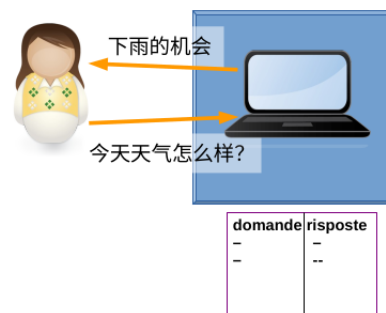 下雨的机会
今天天气怎么样？
domande risposte
– –
– --